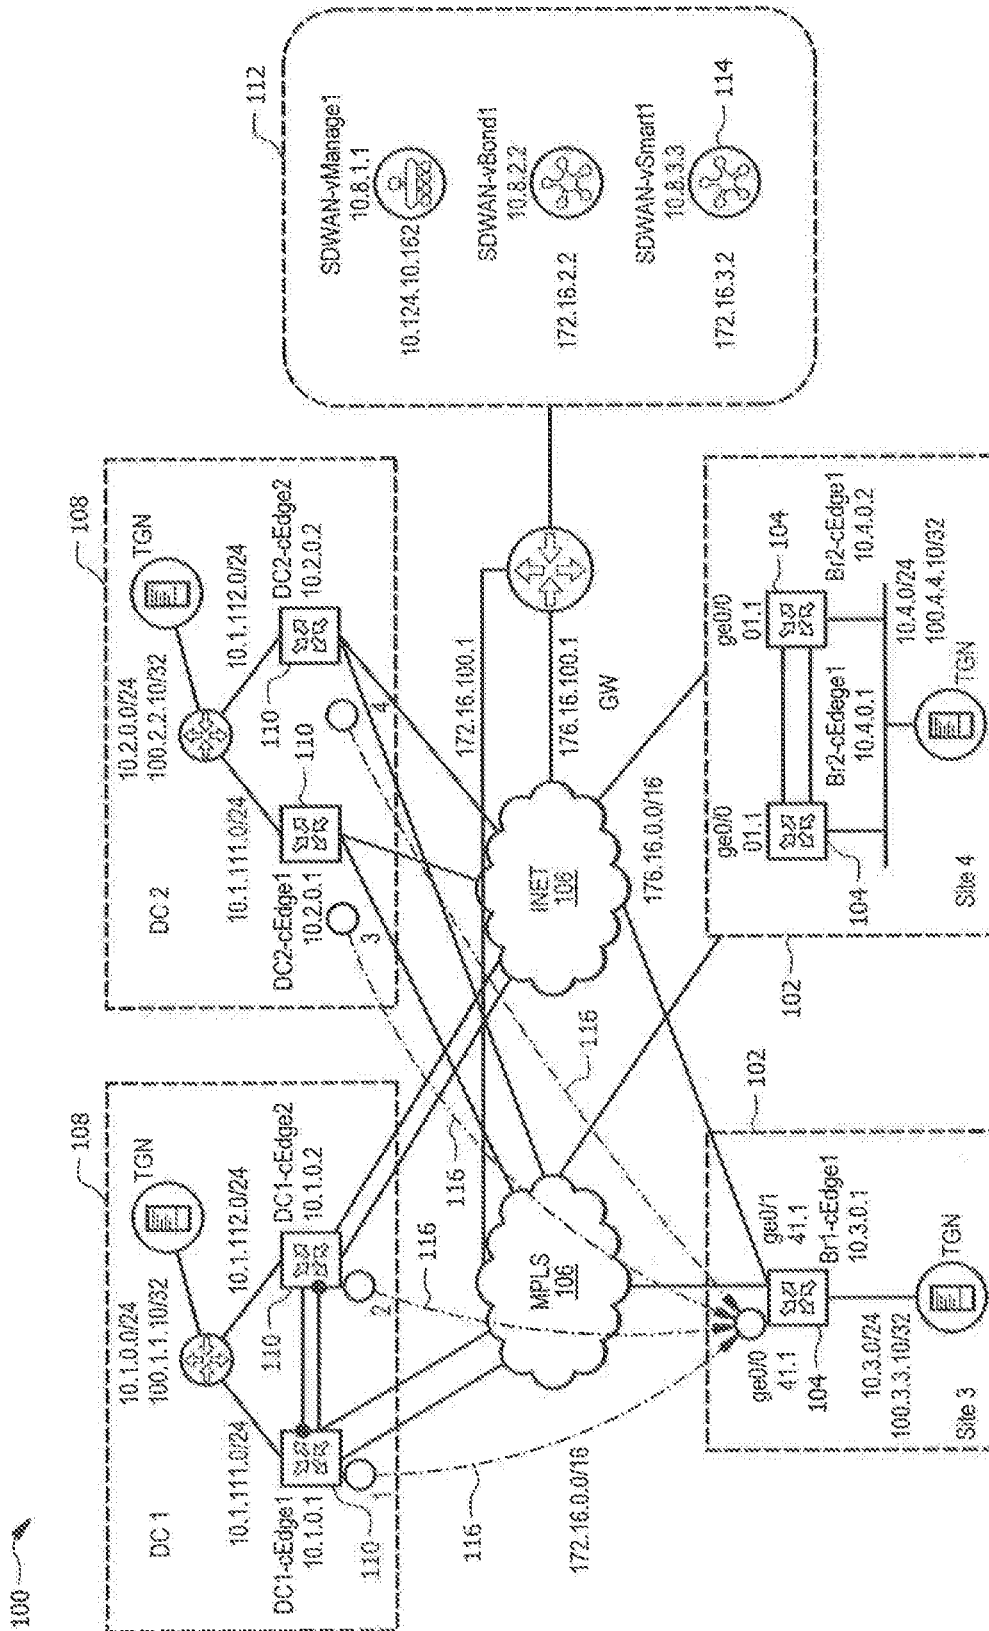 100
108
DC 1
10.1.0.0/24
100.1.1.10/32
TGN
10.1.111.0/24
10.1.112.0/24
DC1-cEdge1
10.1.0.1
110
DC1-cEdge2
10.1.0.2
110
1
2
108
DC 2
10.2.0.0/24
100.2.2.10/32
TGN
10.1.111.0/24
10.1.112.0/24
DC2-cEdge1
10.2.0.1
110
DC2-cEdge2
10.2.0.2
110
3
4
112
SDWAN-vManage1
10.8.1.1
10.124.10.162
SDWAN-vBond1
10.8.2.2
172.16.2.2
SDWAN-vSmart1
10.8.3.3
172.16.3.2
114
116
116
116
116
172.16.100.1
176.16.100.1
GW
MPLS
106
INET
106
172.16.0.0/16
176.16.0.0/16
102
ge0/0
41.1
ge0/1
41.1
Br1-cEdge1
10.3.0.1
104
10.3.0/24
100.3.3.10/32
TGN
Site 3
102
ge0/0
01.1
ge0/0
01.1
104
104
Br2-cEdege1
10.4.0.1
Br2-cEdge1
10.4.0.2
10.4.0/24
100.4.4.10/32
TGN
Site 4